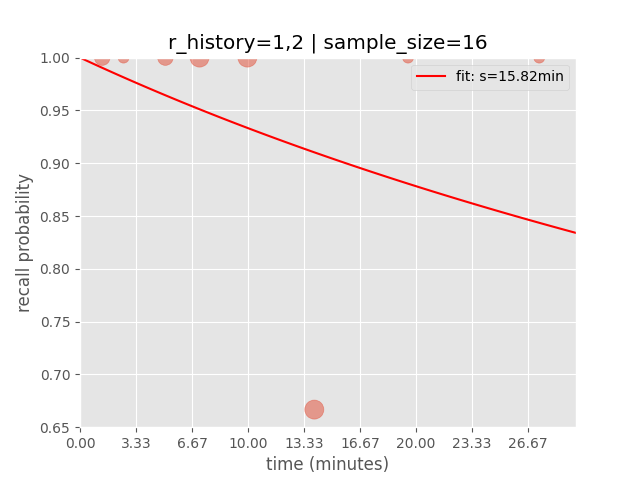 r_history=1,2 | sample_size=16
fit: s=15.82min
recall probability
1.00
0.95
0.90
0.85
0.80
0.75
0.70
0.65
0.00 3.33 6.67 10.00 13.33 16.67 20.00 23.33 26.67
time (minutes)